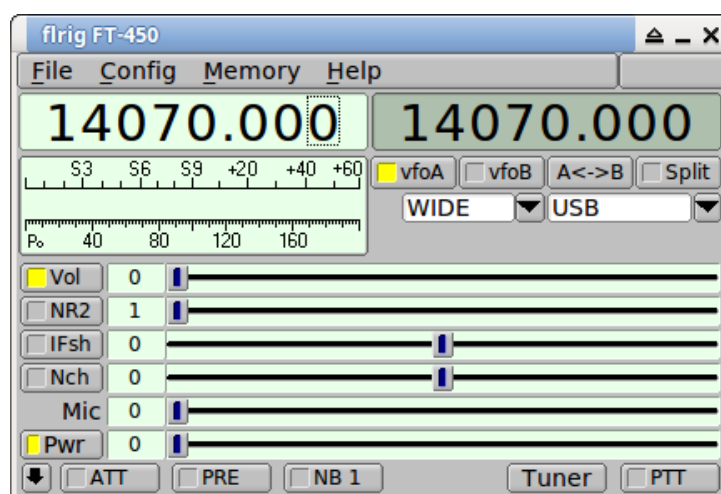 flrig FT-450
File Config Memory Help
14070.000 14070.000
S3 S6 S9 +20 +40 +60
vfoA vfoB A<->B Split
WIDE USB
Po 40 80 120 160
Vol 0
NR2 1
IFsh 0
Nch 0
Mic 0
Pwr 0
ATT PRE NB 1 Tuner PTT